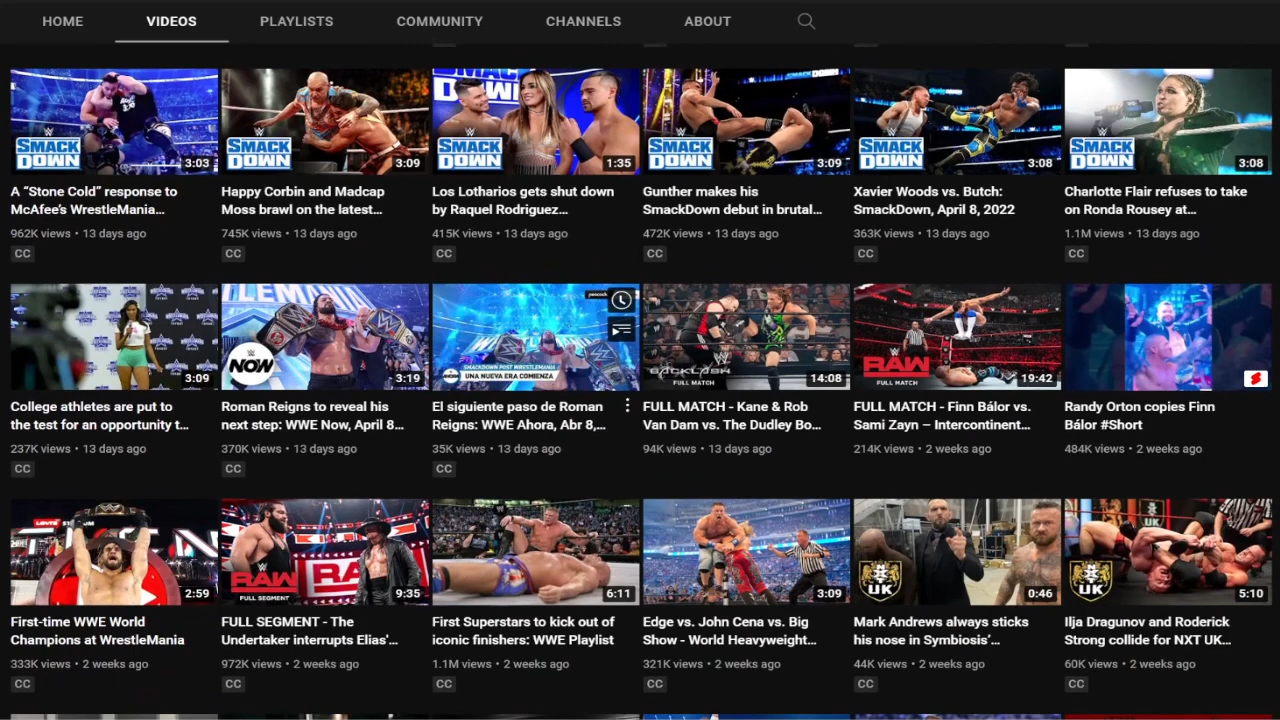 HOME VIDEOS PLAYLISTS COMMUNITY CHANNELS ABOUT
SMACK DOWN 3:03
SMACK DOWN 3:09
SMACK DOWN 1:35
SMACK DOWN 3:09
SMACK DOWN 3:08
SMACK DOWN 3:08
A “Stone Cold” response to
McAfee’s WrestleMania…
962K views • 13 days ago
CC
Happy Corbin and Madcap
Moss brawl on the latest…
745K views • 13 days ago
CC
Los Lotharios gets shut down
by Raquel Rodriguez…
415K views • 13 days ago
CC
Gunther makes his
SmackDown debut in brutal…
472K views • 13 days ago
CC
Xavier Woods vs. Butch:
SmackDown, April 8, 2022
363K views • 13 days ago
CC
Charlotte Flair refuses to take
on Ronda Rousey at…
1.1M views • 13 days ago
CC
3:09
College athletes are put to
the test for an opportunity t…
237K views • 13 days ago
CC
NOW
3:19
Roman Reigns to reveal his
next step: WWE Now, April 8…
370K views • 13 days ago
CC
peacock
SMACKDOWN POST WRESTLEMANIA
UNA NUEVA ERA COMIENZA
El siguiente paso de Roman
Reigns: WWE Ahora, Abr 8,…
35K views • 13 days ago
CC
BACKLASH
FULL MATCH
14:08
FULL MATCH - Kane & Rob
Van Dam vs. The Dudley Bo…
94K views • 13 days ago
RAW
FULL MATCH
19:42
FULL MATCH - Finn Bálor vs.
Sami Zayn – Intercontinent…
214K views • 2 weeks ago
Randy Orton copies Finn
Bálor #Short
484K views • 2 weeks ago
2:59
First-time WWE World
Champions at WrestleMania
333K views • 2 weeks ago
CC
RAW
FULL SEGMENT
9:35
FULL SEGMENT - The
Undertaker interrupts Elias'…
972K views • 2 weeks ago
CC
6:11
First Superstars to kick out of
iconic finishers: WWE Playlist
1.1M views • 2 weeks ago
CC
3:09
Edge vs. John Cena vs. Big
Show - World Heavyweight…
321K views • 2 weeks ago
CC
UK
0:46
Mark Andrews always sticks
his nose in Symbiosis’…
44K views • 2 weeks ago
CC
UK
5:10
Ilja Dragunov and Roderick
Strong collide for NXT UK…
60K views • 2 weeks ago
CC